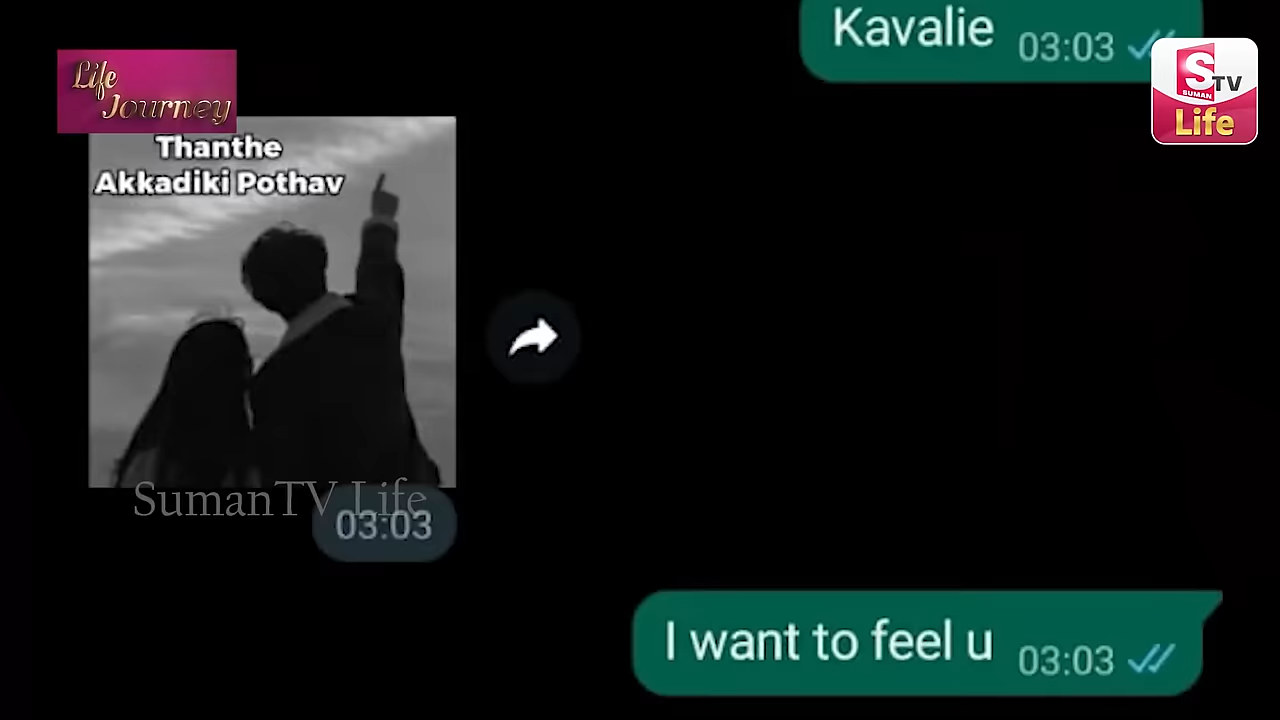 Kavalie 03:03
Life
Journey
S TV
SUMAN
Life
Thanthe
Akkadiki Pothav
SumanTV Life
03:03
I want to feel u 03:03